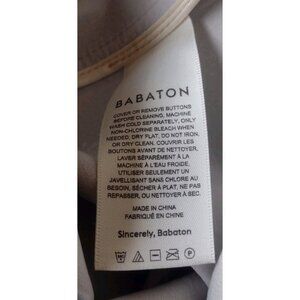 BABATON
COVER OR REMOVE BUTTONS
BEFORE CLEANING, MACHINE
WASH COLD SEPARATELY, ONLY
NON-CHLORINE BLEACH WHEN
NEEDED, DRY FLAT, DO NOT IRON,
OR DRY CLEAN. COUVRIR LES
BOUTONS AVANT DE NETTOYER,
LAVER SÉPARÉMENT À LA
MACHINE À L'EAU FROIDE,
UTILISER SEULEMENT UN
JAVELLISANT SANS CHLORE AU
BESOIN, SÉCHER À PLAT, NE PAS
REPASSER, OU NETTOYER À SEC.
MADE IN CHINA
FABRIQUÉ EN CHINE
Sincerely, Babaton